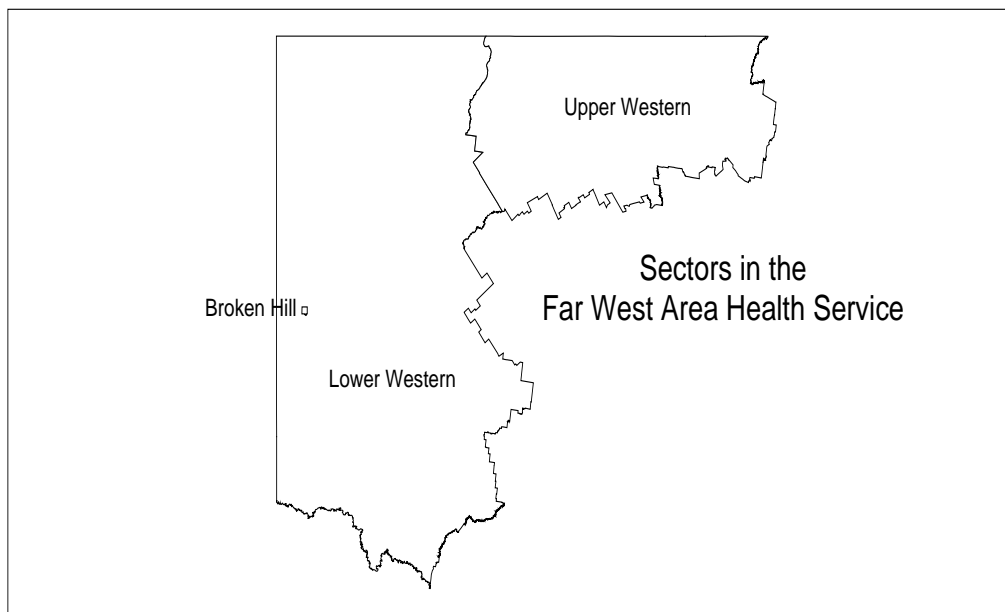 Upper Western
Sectors in the
Far West Area Health Service
Broken Hill
Lower Western